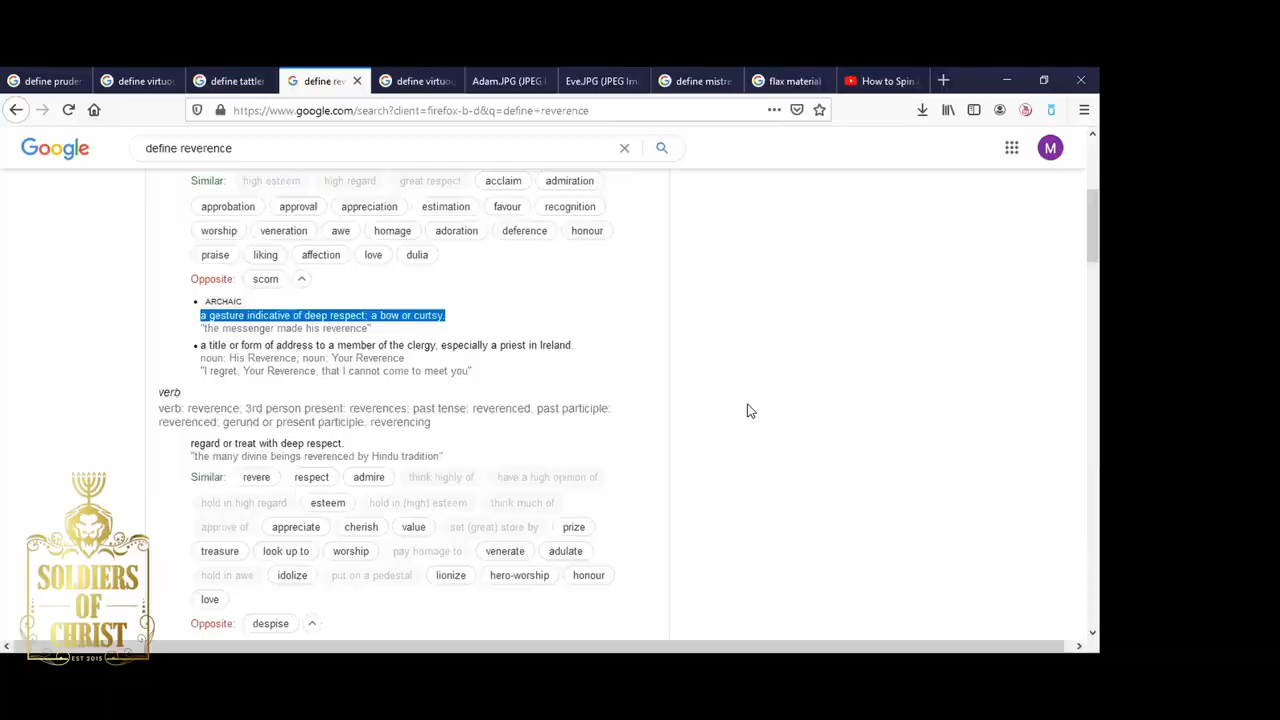 define pruder
define virtuo
define tattler
define rev
define virtuo
Adam.JPG (JPEG I
Eve.JPG (JPEG Im
define mistre
flax material
How to Spin
https://www.google.com/search?client=firefox-b-d&q=define+reverence
Google
define reverence
M
Similar: high esteem high regard great respect acclaim admiration
approbation approval appreciation estimation favour recognition
worship veneration awe homage adoration deference honour
praise liking affection love dulia
Opposite: scorn
• ARCHAIC
a gesture indicative of deep respect; a bow or curtsy.
"the messenger made his reverence"
• a title or form of address to a member of the clergy, especially a priest in Ireland.
noun: His Reverence; noun: Your Reverence
"I regret, Your Reverence, that I cannot come to meet you"
verb
verb: reverence; 3rd person present: reverences; past tense: reverenced; past participle:
reverenced; gerund or present participle: reverencing
regard or treat with deep respect.
"the many divine beings reverenced by Hindu tradition"
Similar: revere respect admire think highly of have a high opinion of
hold in high regard esteem hold in (high) esteem think much of
approve of appreciate cherish value set (great) store by prize
treasure look up to worship pay homage to venerate adulate
hold in awe idolize put on a pedestal lionize hero-worship honour
love
Opposite: despise
SOLDIERS
OF
CHRIST
EST 2015